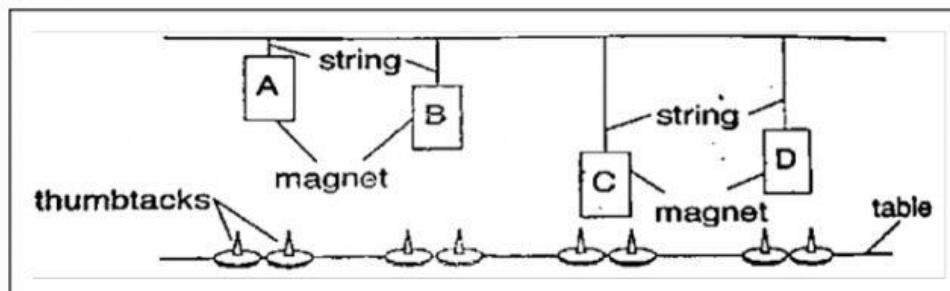 string
A
B
string
D
C
magnet
thumbtacks
magnet
table